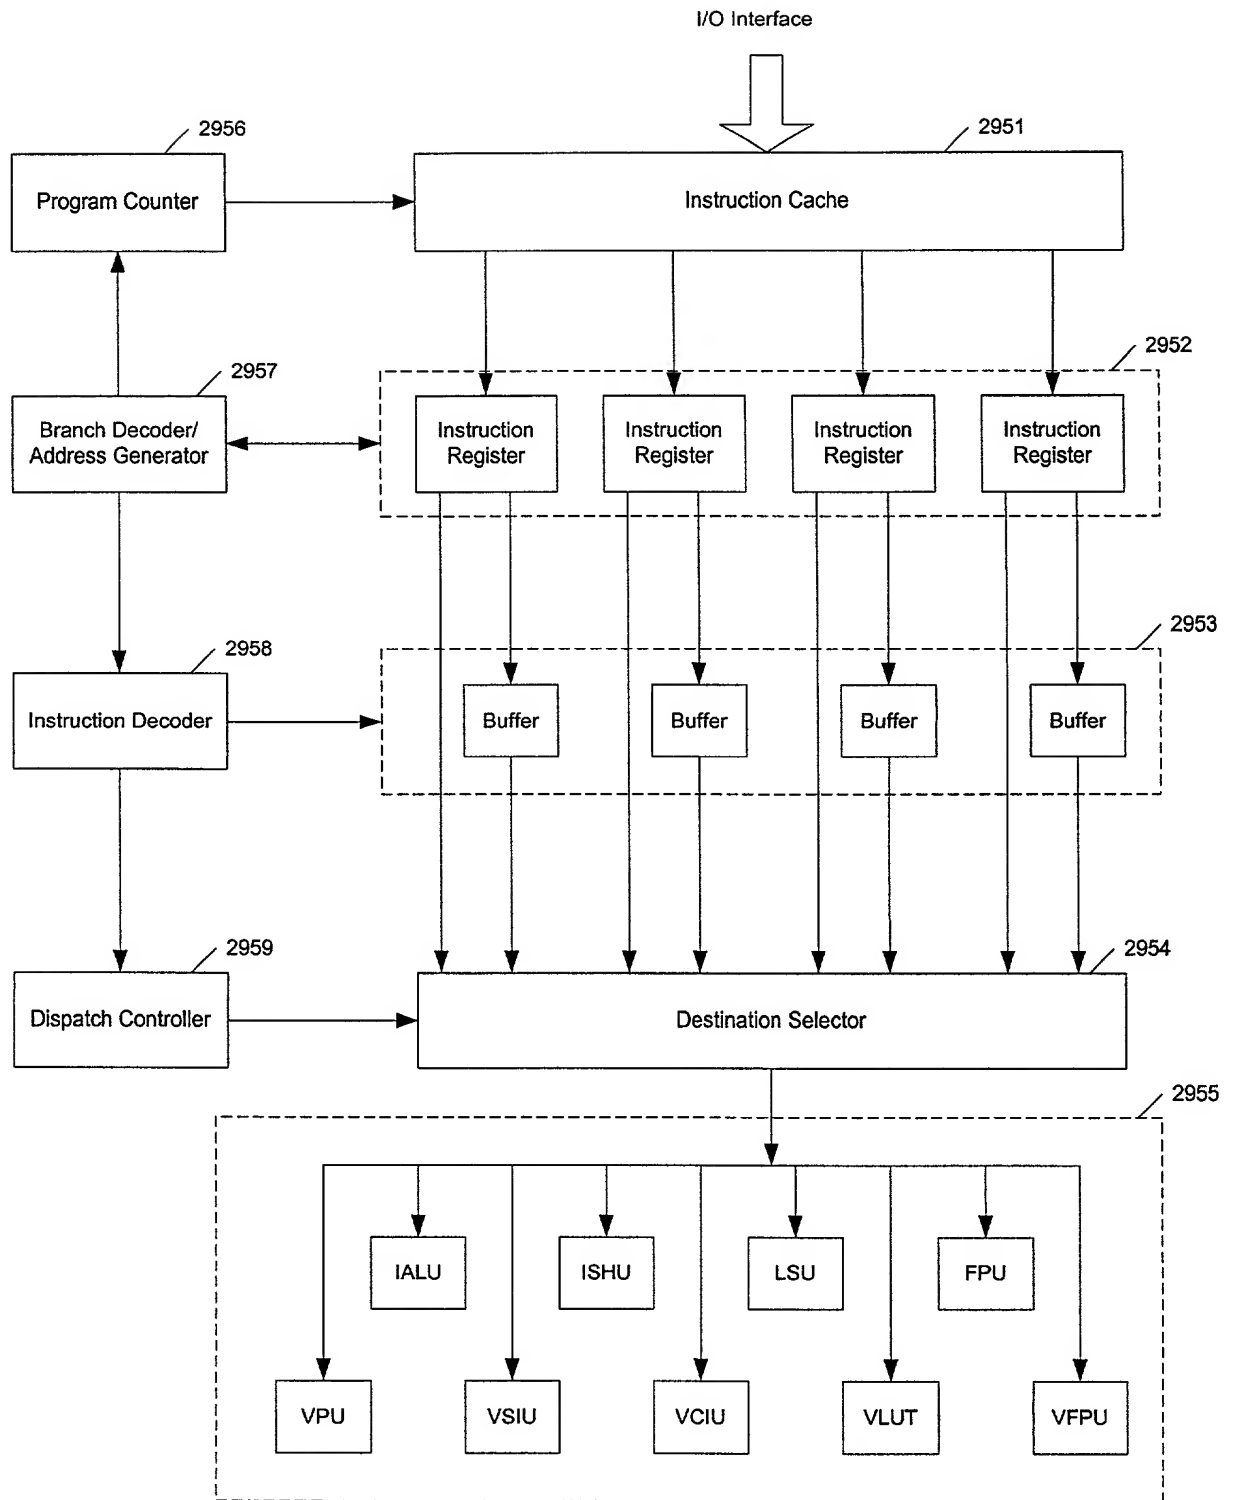 I/O Interface
2956
2951
Program Counter
Instruction Cache
2952
2957
Branch Decoder/
Address Generator
Instruction
Register
Instruction
Register
Instruction
Register
Instruction
Register
2953
2958
Instruction Decoder
Buffer
Buffer
Buffer
Buffer
2959
2954
Dispatch Controller
Destination Selector
2955
IALU
ISHU
LSU
FPU
VPU
VSIU
VCIU
VLUT
VFPU